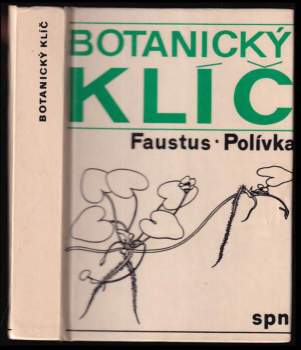 BOTANICKÝ KLÍČ
BOTANICKÝ
KLÍČ
Faustus · Polívka
spn